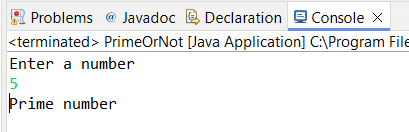 Problems @ Javadoc Declaration Console
<terminated> PrimeOrNot [Java Application] C:\Program File
Enter a number
5
Prime number